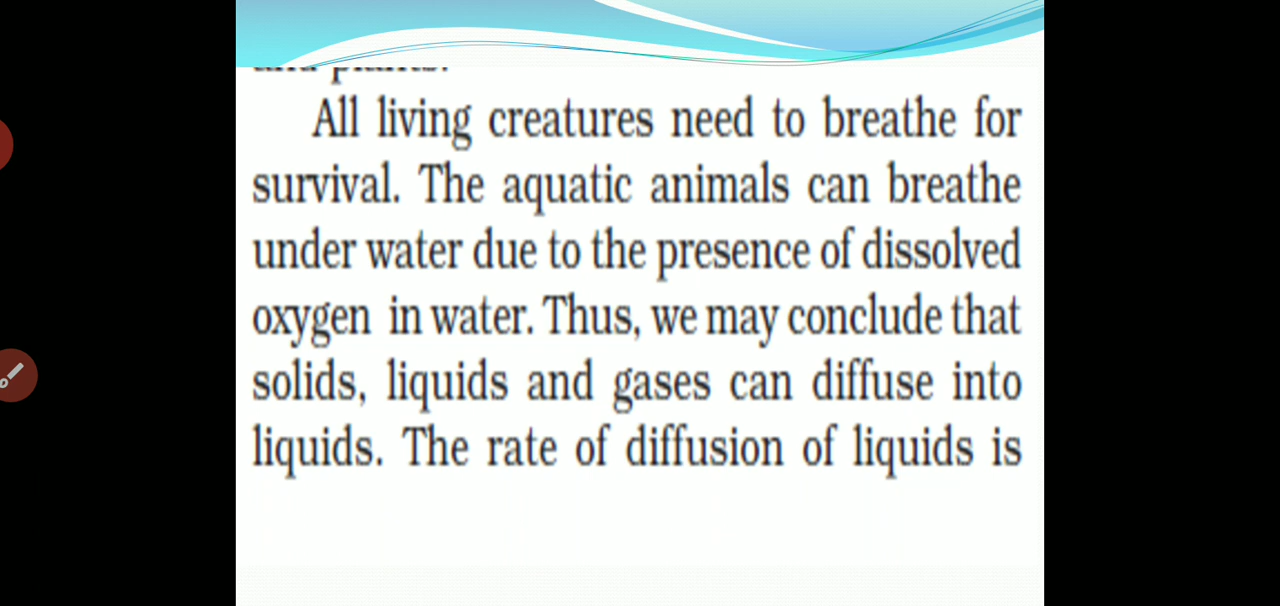 and plants.
All living creatures need to breathe for
survival. The aquatic animals can breathe
under water due to the presence of dissolved
oxygen in water. Thus, we may conclude that
solids, liquids and gases can diffuse into
liquids. The rate of diffusion of liquids is